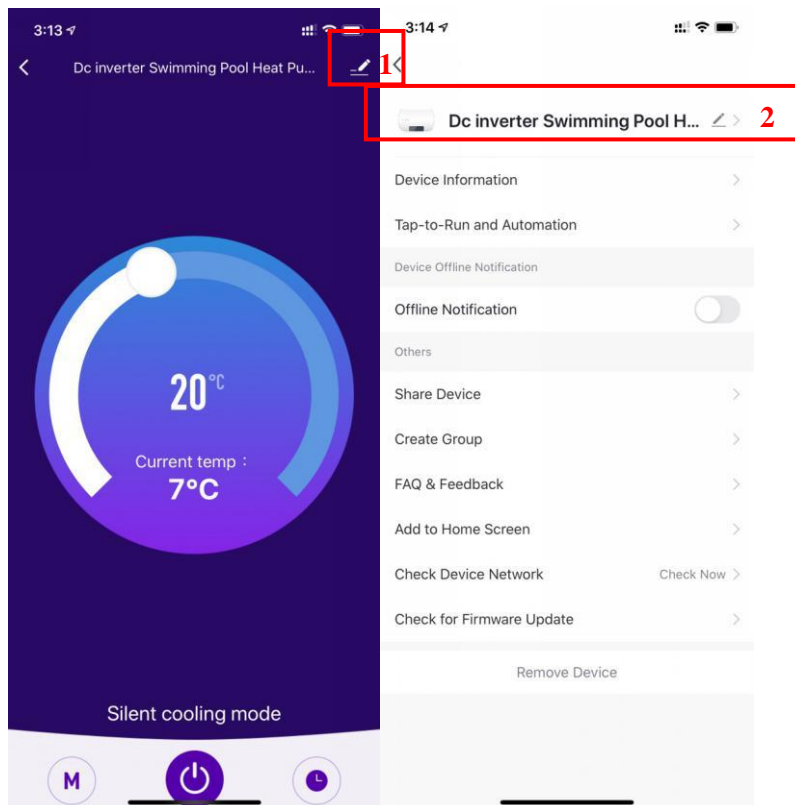 3:13
Dc inverter Swimming Pool Heat Pu...
1
20°C
Current temp :
7°C
Silent cooling mode
M
3:14
Dc inverter Swimming Pool H...
2
Device Information
Tap-to-Run and Automation
Device Offline Notification
Offline Notification
Others
Share Device
Create Group
FAQ & Feedback
Add to Home Screen
Check Device Network Check Now
Check for Firmware Update
Remove Device